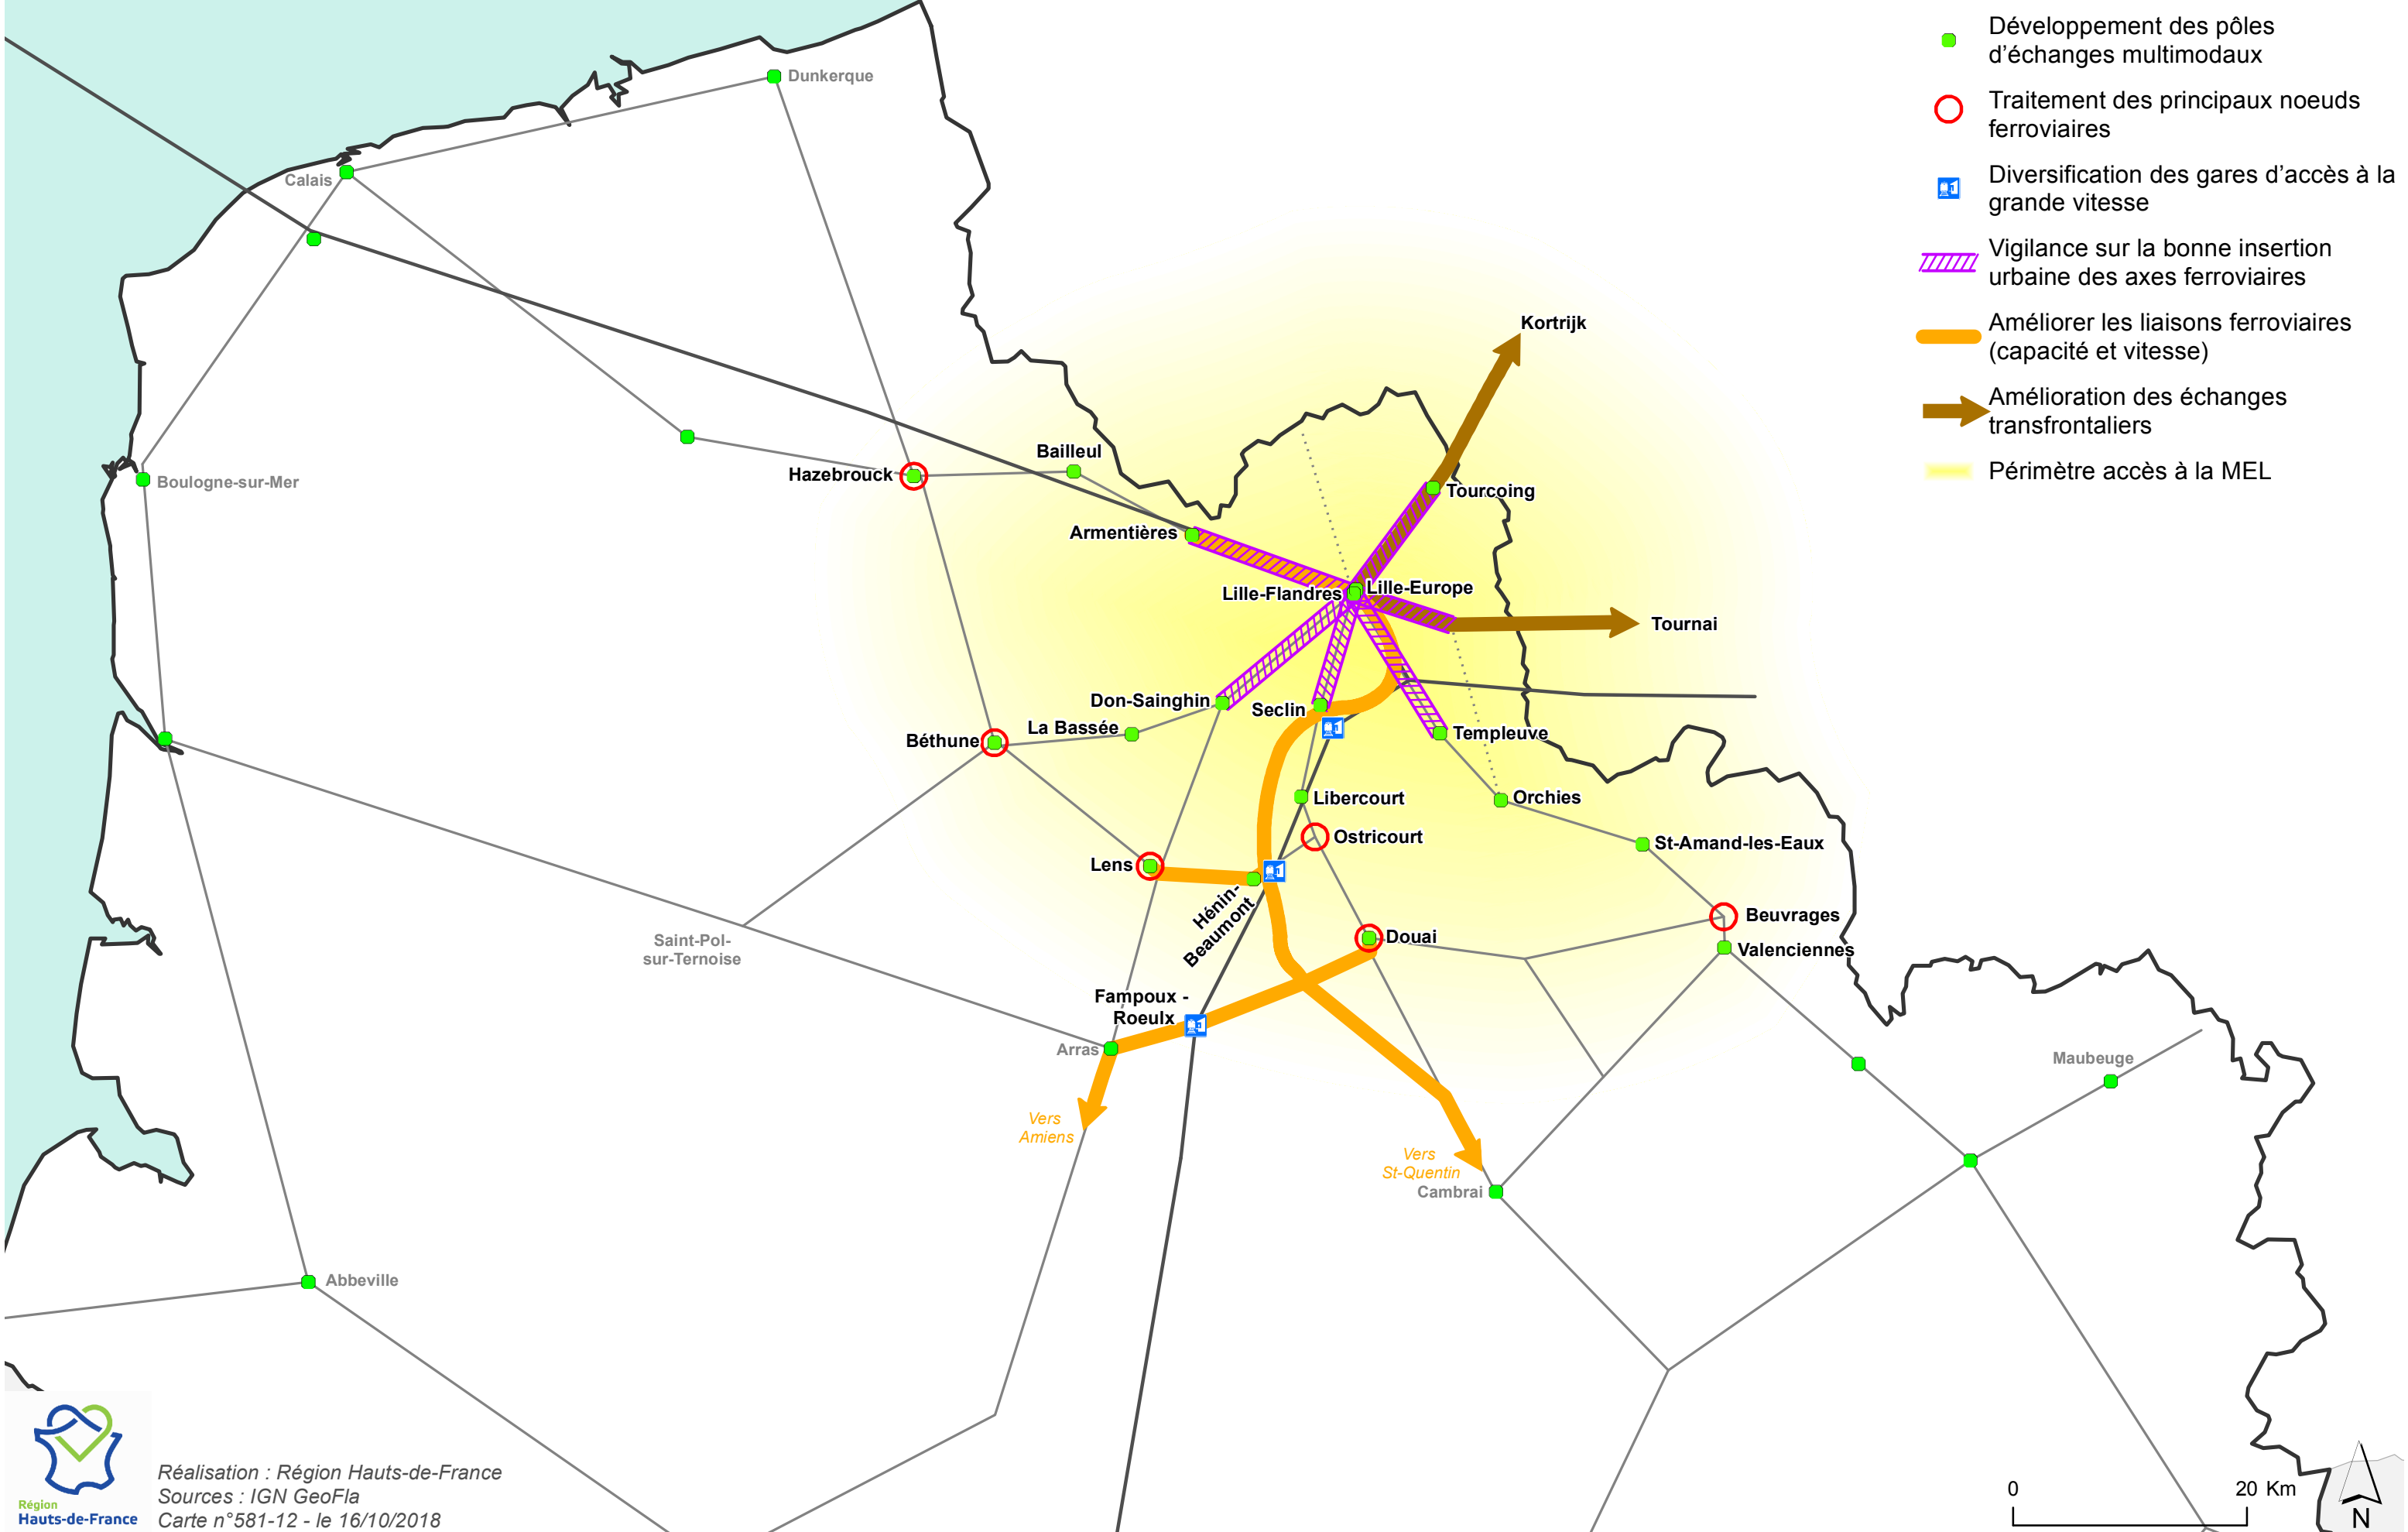 Développement des pôles
d'échanges multimodaux
Traitement des principaux noeuds
ferroviaires
Diversification des gares d'accès à la
grande vitesse
Vigilance sur la bonne insertion
urbaine des axes ferroviaires
Améliorer les liaisons ferroviaires
(capacité et vitesse)
Amélioration des échanges
transfrontaliers
Périmètre accès à la MEL
Dunkerque
Calais
Kortrijk
Bailleul
Hazebrouck
Boulogne-sur-Mer
Tourcoing
Armentières
Lille-Europe
Lille-Flandres
Tournai
Don-Sainghin
Seclin
La Bassée
Templeuve
Béthune
Libercourt
Orchies
Ostricourt
St-Amand-les-Eaux
Lens
Hénin-
Beaumont
Beuvrages
Douai
Valenciennes
Saint-Pol-
sur-Ternoise
Fampoux -
Roeulx
Arras
Maubeuge
Vers
Amiens
Vers
St-Quentin
Cambrai
Abbeville
Région
Hauts-de-France
Réalisation : Région Hauts-de-France
Sources : IGN GeoFla
Carte n°581-12 - le 16/10/2018
0
20 Km
N